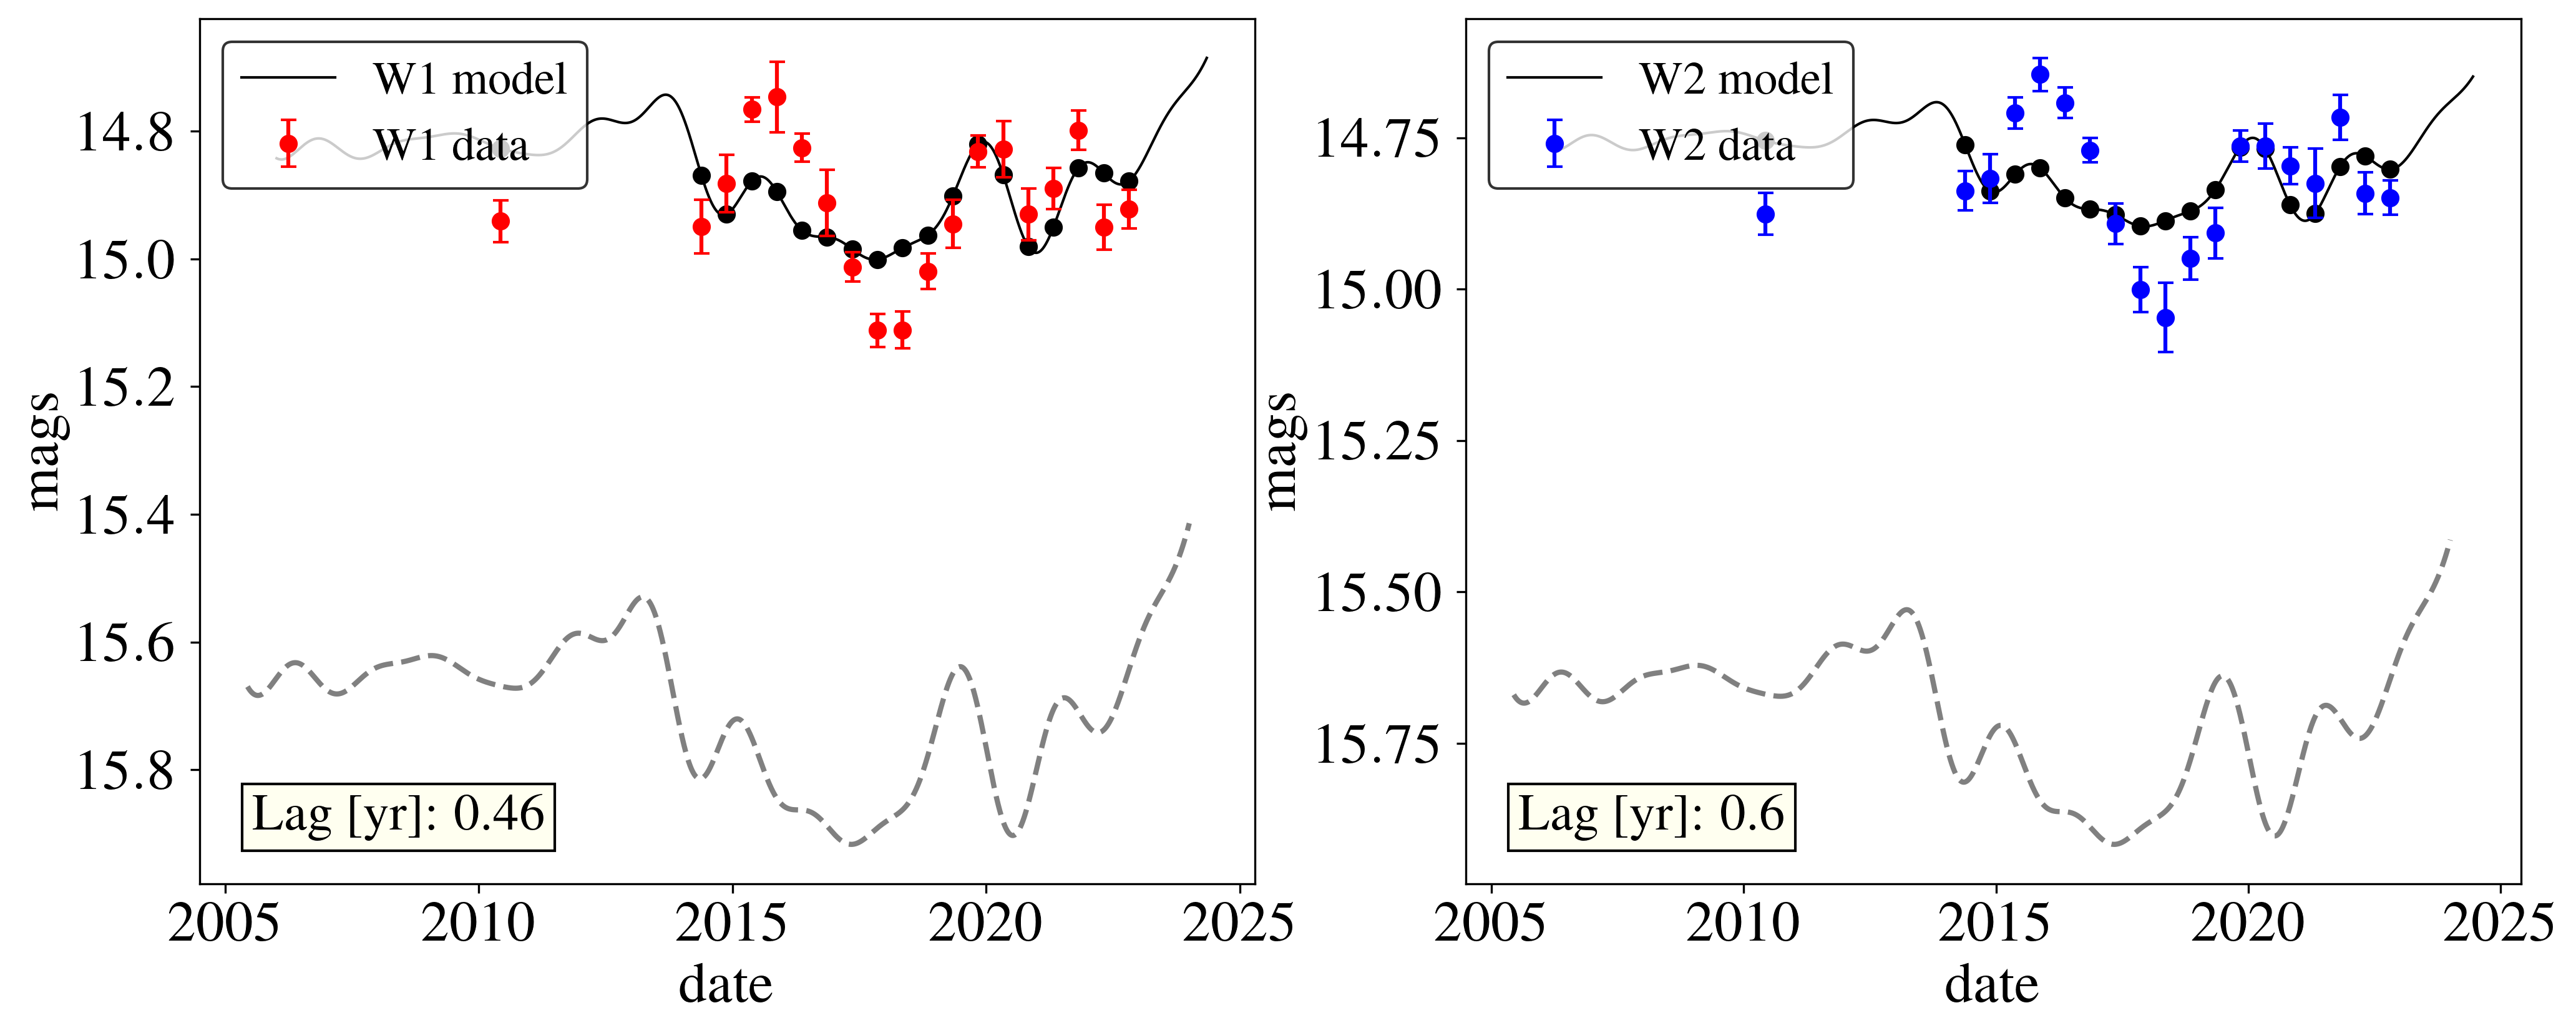 W1 model
W1 data
14.8
15.0
15.2
15.4
15.6
15.8
mags
Lag [yr]: 0.46
2005
2010
2015
2020
2025
date
W2 model
W2 data
14.75
15.00
15.25
15.50
15.75
mags
Lag [yr]: 0.6
2005
2010
2015
2020
2025
date